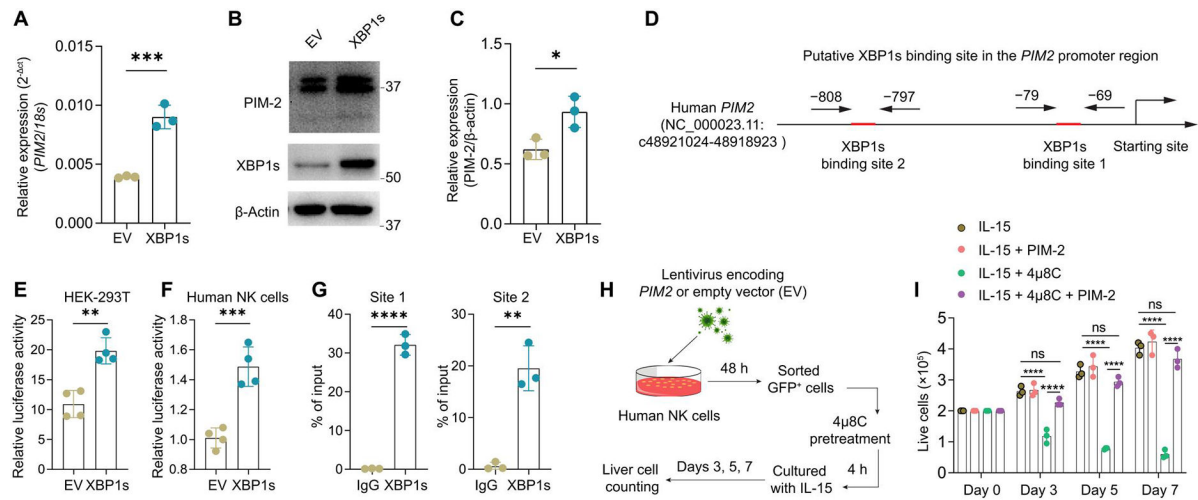 A
Relative expression (2^-Δct)
(PIM2/18s)
0.015
0.010
0.005
0.000
***
EV
XBP1s
B
EV
XBP1s
PIM-2
-37
XBP1s
-50
β-Actin
-37
C
Relative expression
(PIM-2/β-actin)
1.5
1.0
0.5
0.0
*
EV
XBP1s
D
Putative XBP1s binding site in the PIM2 promoter region
Human PIM2
(NC_000023.11:
c48921024-48918923 )
−808
−797
−79
−69
XBP1s
binding site 2
XBP1s
binding site 1
Starting site
E
HEK-293T
**
Relative luciferase activity
25
20
15
10
5
0
EV XBP1s
F
Human NK cells
***
Relative luciferase activity
1.8
1.6
1.4
1.2
1.0
0.8
EV XBP1s
G
Site 1
****
% of input
40
30
20
10
0
IgG XBP1s
Site 2
**
% of input
30
20
10
0
IgG XBP1s
H
Lentivirus encoding
PIM2 or empty vector (EV)
Human NK cells
48 h
Sorted
GFP+ cells
4µ8C
pretreatment
4 h
Cultured
with IL-15
Days 3, 5, 7
Liver cell
counting
IL-15
IL-15 + PIM-2
IL-15 + 4µ8C
IL-15 + 4µ8C + PIM-2
I
Live cells (×10⁵)
6
5
4
3
2
0
ns
****
****
ns
****
****
ns
****
****
Day 0
Day 3
Day 5
Day 7